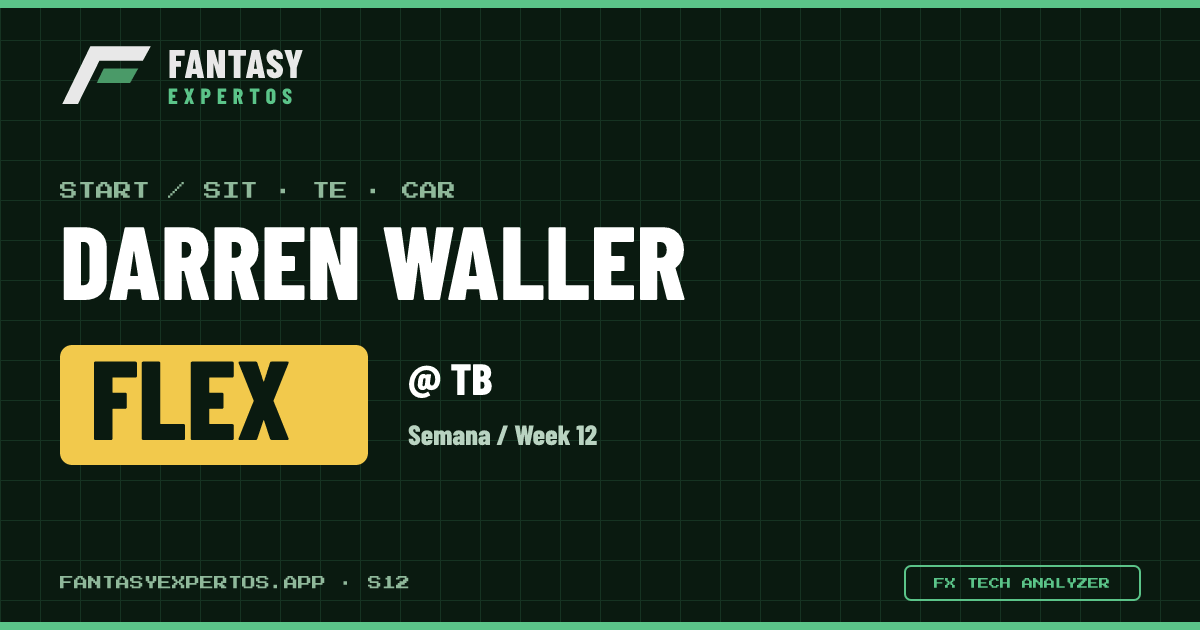 FANTASY
EXPERTOS
START / SIT · TE · CAR
DARREN WALLER
FLEX
@ TB
Semana / Week 12
FANTASYEXPERTOS.APP · S12
FX TECH ANALYZER